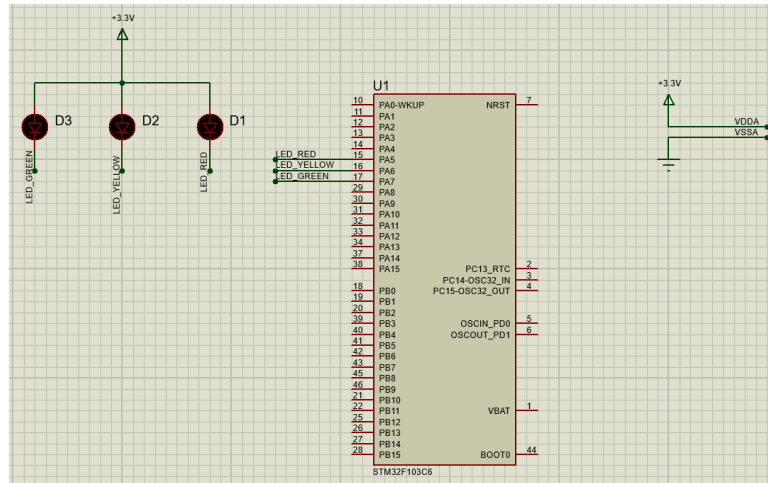 +3.3V
D3
D2
D1
LED_GREEN
LED_YELLOW
LED_RED
LED_RED
LED_YELLOW
LED_GREEN
U1
10 PA0-WKUP NRST 7
11 PA1
12 PA2
13 PA3
14 PA4
15 PA5
16 PA6
17 PA7
29 PA8
30 PA9
31 PA10
32 PA11
33 PA12
34 PA13
37 PA14
38 PA15 PC13_RTC 2
PC14-OSC32_IN 3
18 PB0 PC15-OSC32_OUT 4
19 PB1
20 PB2
39 PB3 OSCIN_PD0 5
40 PB4 OSCOUT_PD1 6
41 PB5
42 PB6
43 PB7
45 PB8
46 PB9
21 PB10
22 PB11 VBAT 1
25 PB12
26 PB13
27 PB14
28 PB15 BOOT0 44
STM32F103C6
+3.3V
VDDA
VSSA